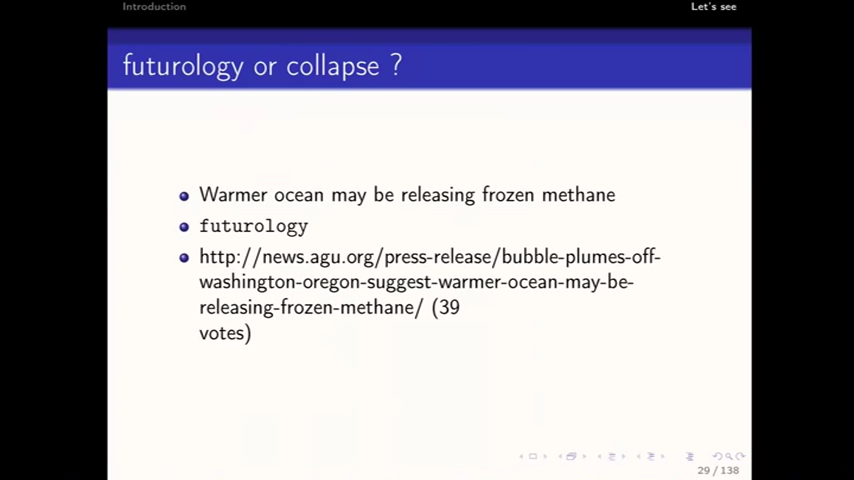 Introduction
Let's see
futurology or collapse ?
Warmer ocean may be releasing frozen methane
futurology
http://news.agu.org/press-release/bubble-plumes-off-
washington-oregon-suggest-warmer-ocean-may-be-
releasing-frozen-methane/ (39
votes)
29 / 138